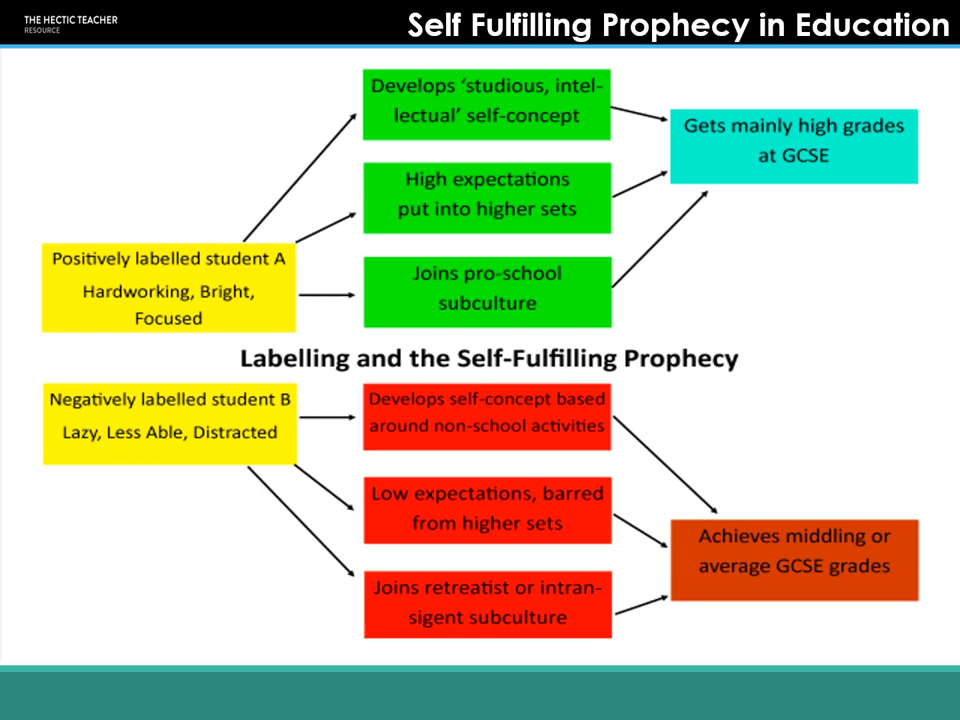 THE HECTIC TEACHER
RESOURCE
Self Fulfilling Prophecy in Education
Develops ‘studious, intel-
lectual’ self-concept
Gets mainly high grades
at GCSE
High expectations
put into higher sets
Positively labelled student A
Hardworking, Bright,
Focused
Joins pro-school
subculture
Labelling and the Self-Fulfilling Prophecy
Negatively labelled student B
Lazy, Less Able, Distracted
Develops self-concept based
around non-school activities
Low expectations, barred
from higher sets
Achieves middling or
average GCSE grades
Joins retreatist or intran-
sigent subculture